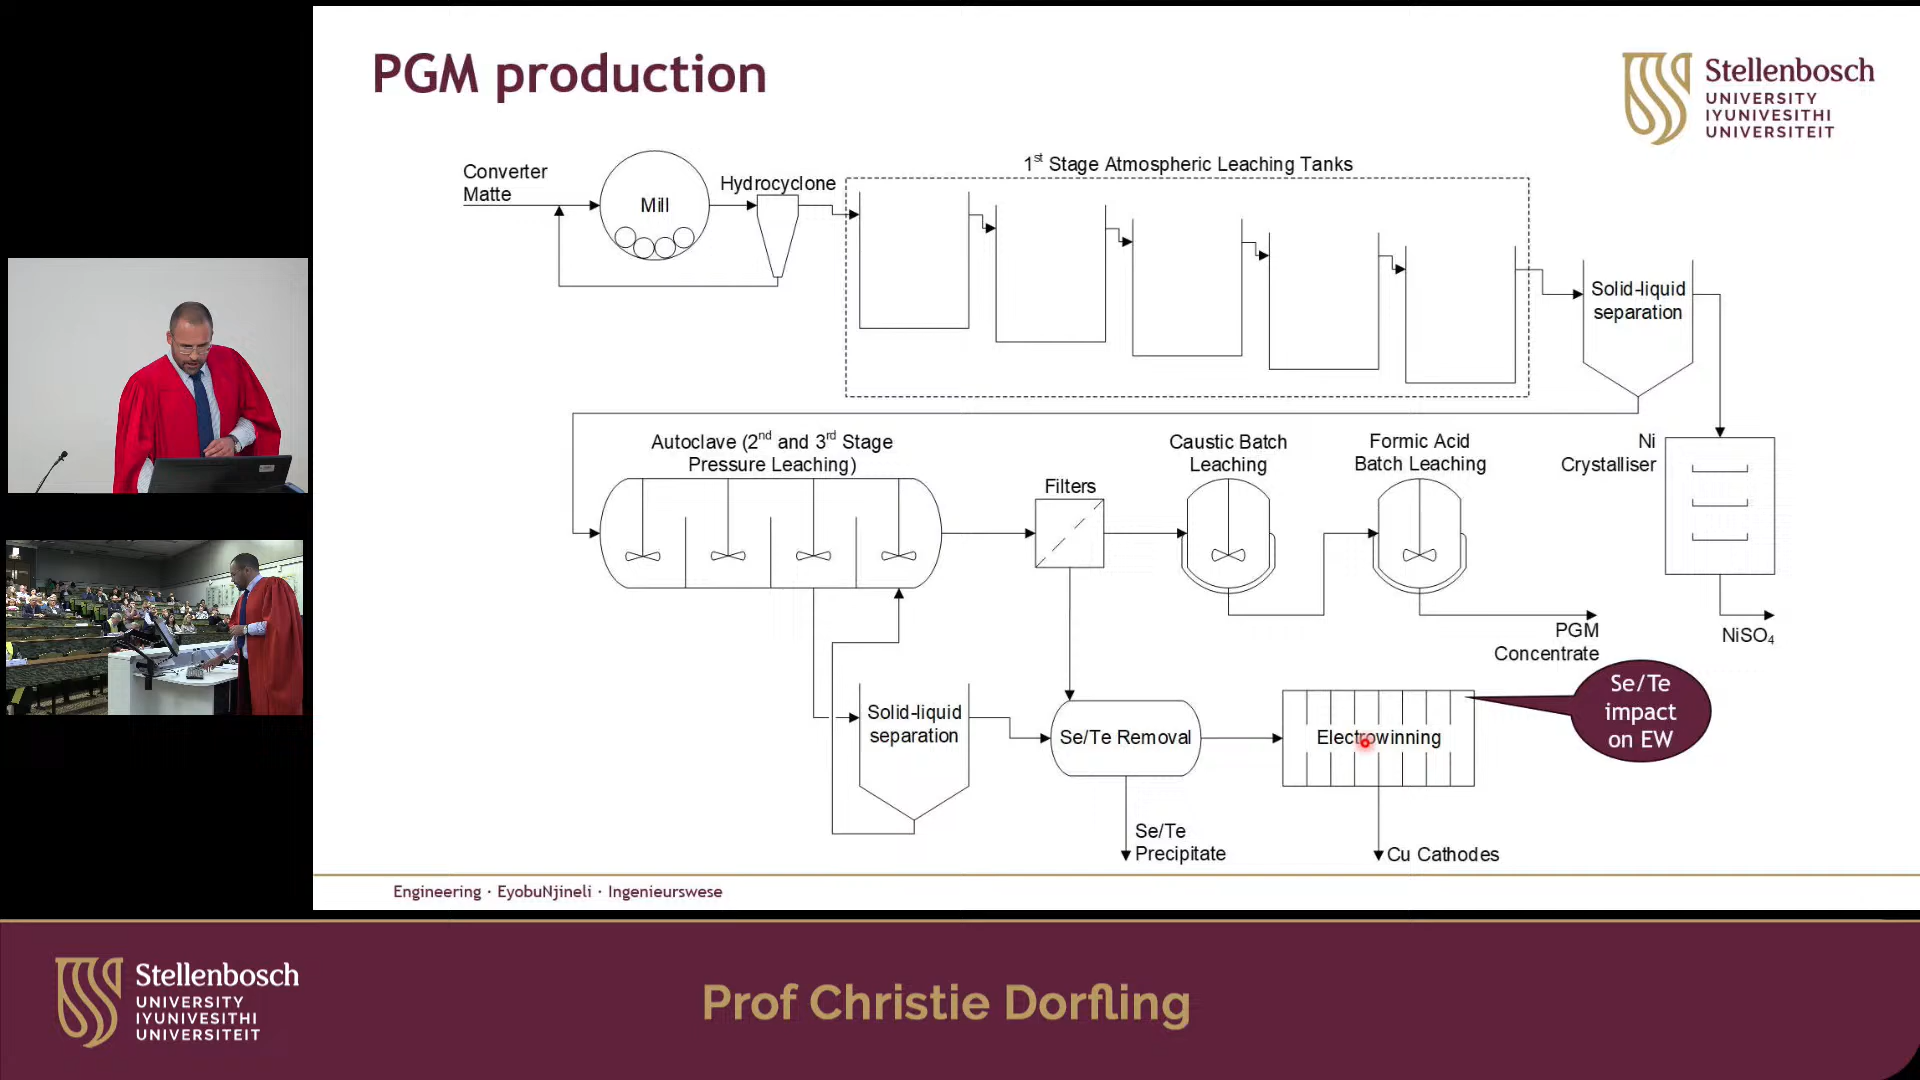 PGM production
Stellenbosch
UNIVERSITY
IYUNIVESITHI
UNIVERSITEIT
Converter
Matte
Mill
Hydrocyclone
1st Stage Atmospheric Leaching Tanks
Solid-liquid
separation
Autoclave (2nd and 3rd Stage
Pressure Leaching)
Filters
Caustic Batch
Leaching
Formic Acid
Batch Leaching
Ni
Crystalliser
PGM
Concentrate
NiSO4
Solid-liquid
separation
Se/Te Removal
Electrowinning
Se/Te
impact
on EW
Se/Te
Precipitate
Cu Cathodes
Engineering · EyobuNjineli · Ingenieurswese
Stellenbosch
UNIVERSITY
IYUNIVESITHI
UNIVERSITEIT
Prof Christie Dorfling